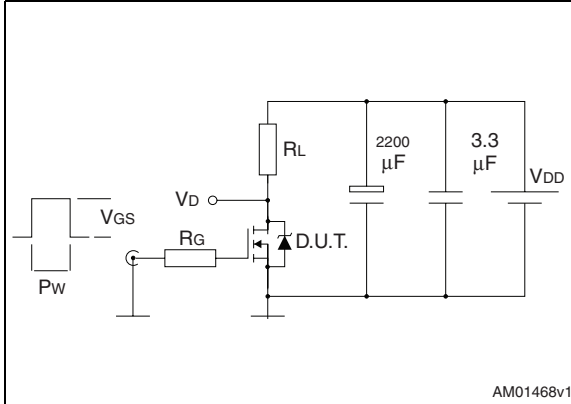 2200
μF
3.3
μF
RL
VDD
VD
VGS
RG
D.U.T.
PW
AM01468v1